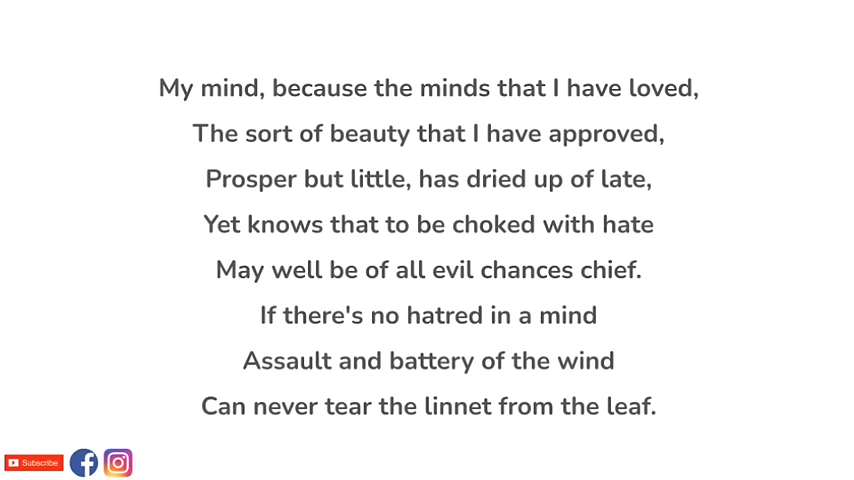 My mind, because the minds that I have loved,
The sort of beauty that I have approved,
Prosper but little, has dried up of late,
Yet knows that to be choked with hate
May well be of all evil chances chief.
If there's no hatred in a mind
Assault and battery of the wind
Can never tear the linnet from the leaf.
Subscribe